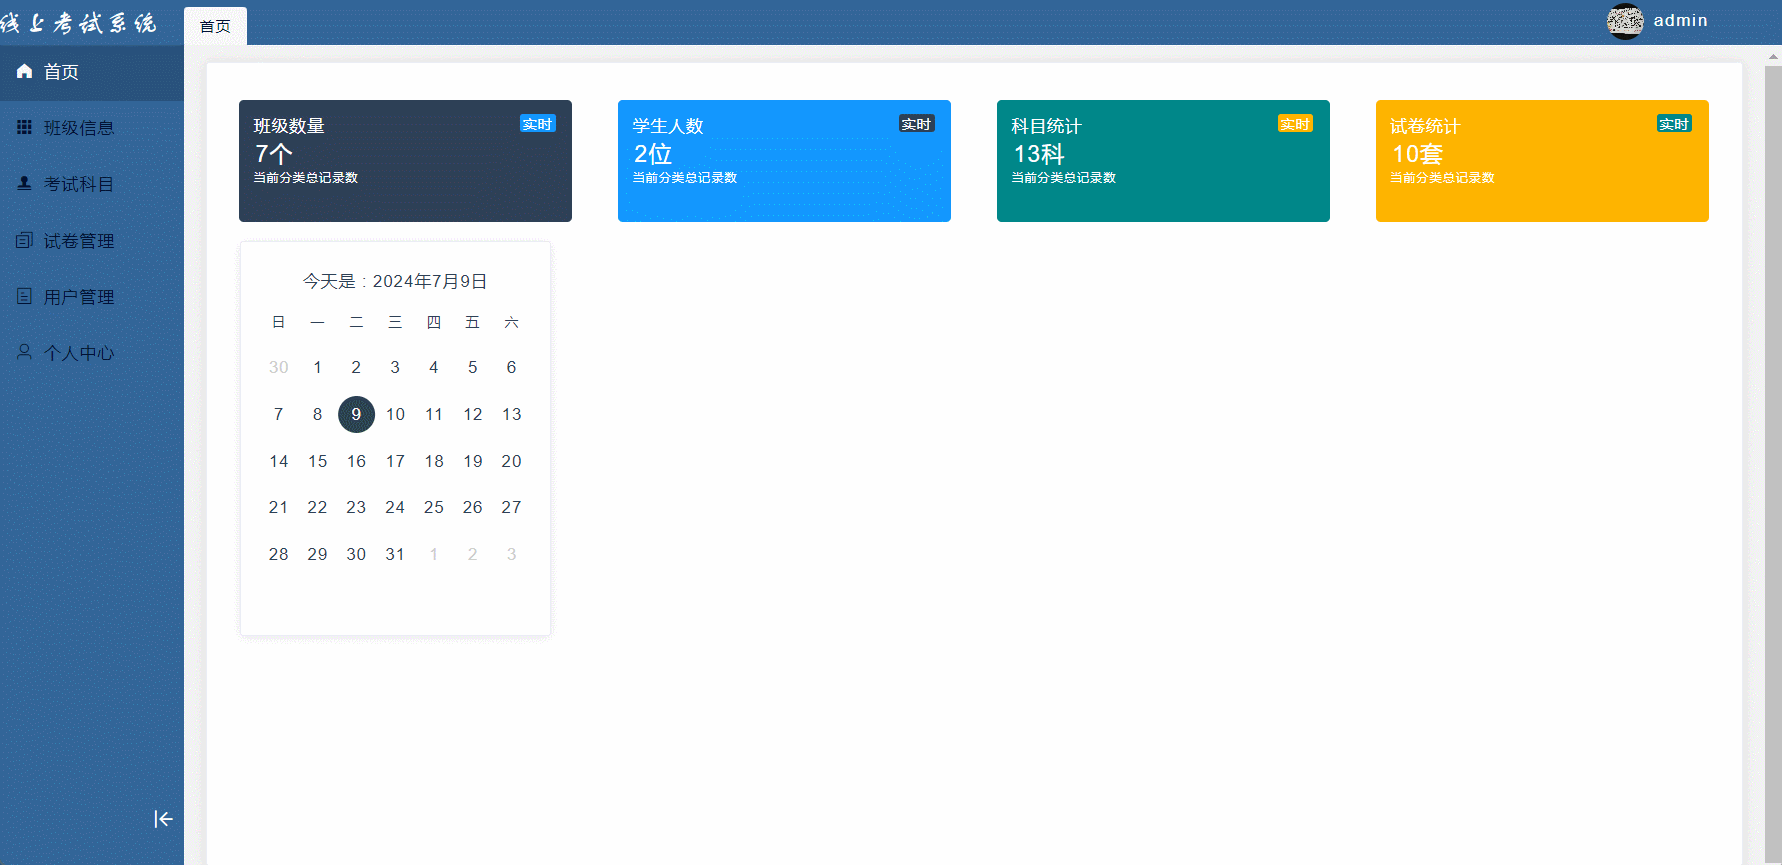 线上考试系统
首页
admin
首页
班级信息
考试科目
试卷管理
用户管理
个人中心
班级数量 实时
7个
当前分类总记录数
学生人数 实时
2位
当前分类总记录数
科目统计 实时
13科
当前分类总记录数
试卷统计 实时
10套
当前分类总记录数
今天是：2024年7月9日
日 一 二 三 四 五 六
30 1 2 3 4 5 6
7 8 9 10 11 12 13
14 15 16 17 18 19 20
21 22 23 24 25 26 27
28 29 30 31 1 2 3